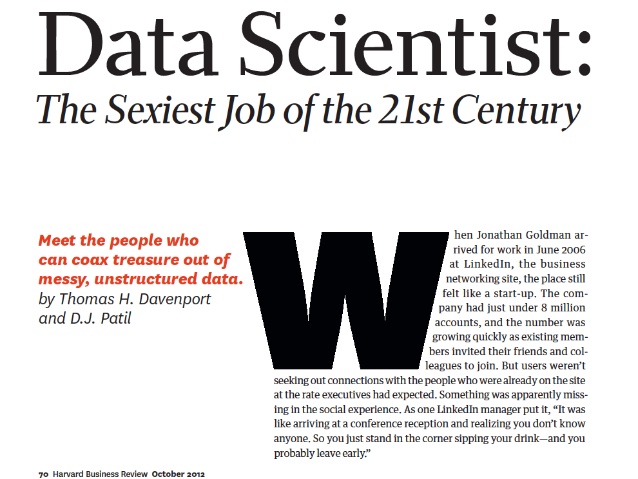 Data Scientist:
The Sexiest Job of the 21st Century
Meet the people who
can coax treasure out of
messy, unstructured data.
by Thomas H. Davenport
and D.J. Patil
When Jonathan Goldman ar-
rived for work in June 2006
at LinkedIn, the business
networking site, the place still
felt like a start-up. The com-
pany had just under 8 million
accounts, and the number was
growing quickly as existing mem-
bers invited their friends and col-
leagues to join. But users weren't
seeking out connections with the people who were already on the site
at the rate executives had expected. Something was apparently miss-
ing in the social experience. As one LinkedIn manager put it, “It was
like arriving at a conference reception and realizing you don't know
anyone. So you just stand in the corner sipping your drink—and you
probably leave early.”
70 Harvard Business Review October 2012